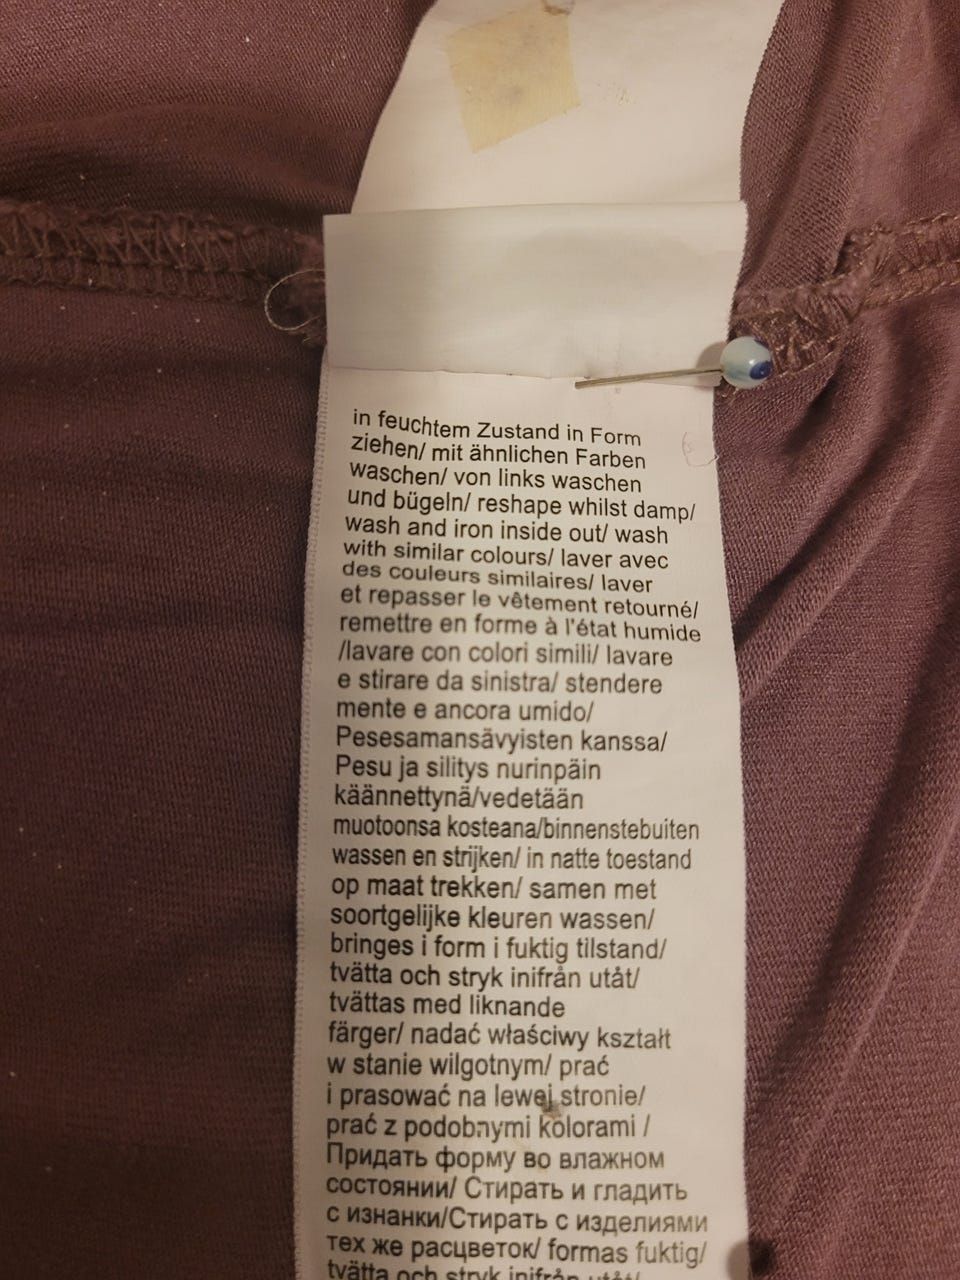 in feuchtem Zustand in Form
ziehen/ mit ähnlichen Farben
waschen/ von links waschen
und bügeln/ reshape whilst damp/
wash and iron inside out/ wash
with similar colours/ laver avec
des couleurs similaires/ laver
et repasser le vêtement retourné/
remettre en forme à l'état humide
/lavare con colori simili/ lavare
e stirare da sinistra/ stendere
mente e ancora umido/
Pesesamansävyisten kanssa/
Pesu ja silitys nurinpäin
käännettynä/vedetään
muotoonsa kosteana/binnenstebuiten
wassen en strijken/ in natte toestand
op maat trekken/ samen met
soortgelijke kleuren wassen/
bringes i form i fuktig tilstand/
tvätta och stryk inifrån utåt/
tvättas med liknande
färger/ nadać właściwy kształt
w stanie wilgotnym/ prać
i prasować na lewej stronie/
prać z podobnymi kolorami /
Придать форму во влажном
состоянии/ Стирать и гладить
с изнанки/Стирать с изделиями
тех же расцветок/ formas fuktig/
tvätta och stryk inifrån utåt/